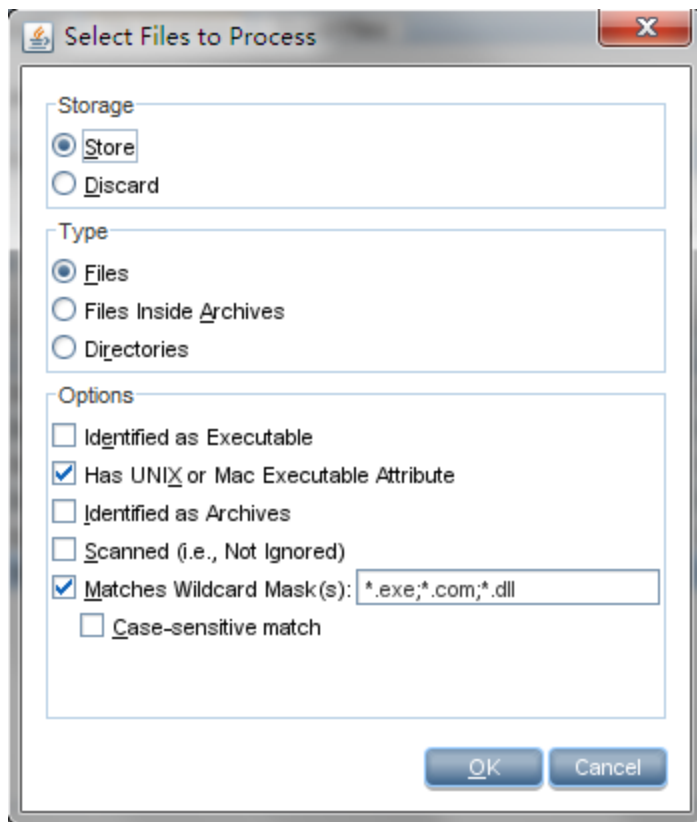 Select Files to Process
Storage
Store
Discard
Type
Files
Files Inside Archives
Directories
Options
Identified as Executable
Has UNIX or Mac Executable Attribute
Identified as Archives
Scanned (i.e., Not Ignored)
Matches Wildcard Mask(s): *.exe;*.com;*.dll
Case-sensitive match
OK Cancel